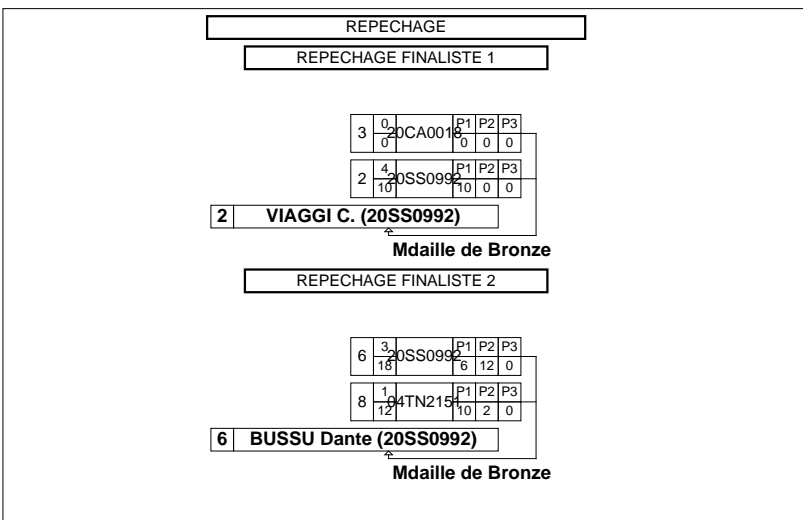 REPECHAGE
REPECHAGE FINALISTE 1
3 0 20CA0018 P1 P2 P3
0 0 0 0
2 4 20SS0992 P1 P2 P3
10 10 0 0
2 VIAGGI C. (20SS0992)
Mdaille de Bronze
REPECHAGE FINALISTE 2
6 3 20SS0992 P1 P2 P3
18 6 12 0
8 1 04TN2151 P1 P2 P3
12 10 2 0
6 BUSSU Dante (20SS0992)
Mdaille de Bronze